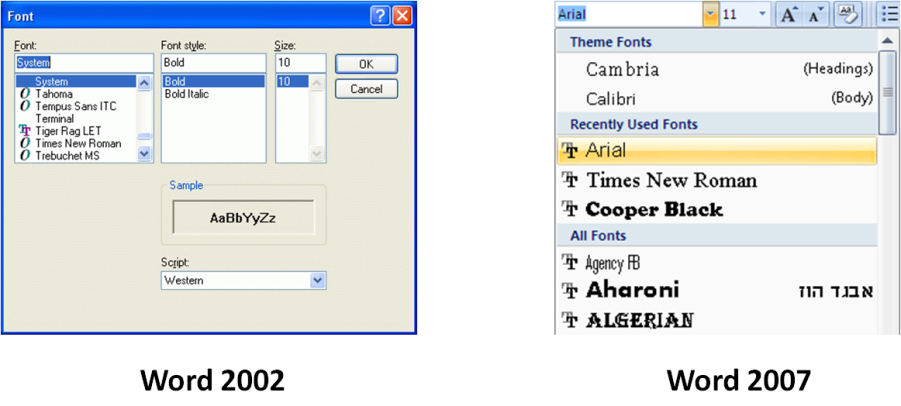 Font
Font: Font style: Size:
System Bold 10 OK
System Bold 10 Cancel
Tahoma Bold Italic
Tempus Sans ITC
Terminal
Tiger Rag LET
Times New Roman
Trebuchet MS
Sample
AaBbYyZz
Script:
Western
Word 2002
Arial 11 A A
Theme Fonts
Cambria (Headings)
Calibri (Body)
Recently Used Fonts
Arial
Times New Roman
Cooper Black
All Fonts
Agency FB
Aharoni אבגד הוז
ALGERIAN
Word 2007